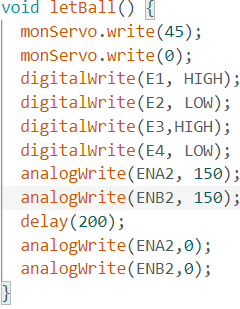 void letBall() {
monServo.write(45);
monServo.write(0);
digitalWrite(E1, HIGH);
digitalWrite(E2, LOW);
digitalWrite(E3,HIGH);
digitalWrite(E4, LOW);
analogWrite(ENA2, 150);
analogWrite(ENB2, 150);
delay(200);
analogWrite(ENA2,0);
analogWrite(ENB2,0);
}